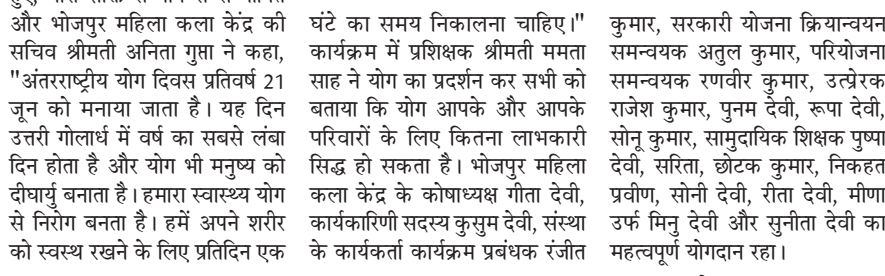 और भोजपुर महिला कला केंद्र की
सचिव श्रीमती अनिता गुप्ता ने कहा,
"अंतरराष्ट्रीय योग दिवस प्रतिवर्ष 21
जून को मनाया जाता है। यह दिन
उत्तरी गोलार्ध में वर्ष का सबसे लंबा
दिन होता है और योग भी मनुष्य को
दीघार्यु बनाता है। हमारा स्वास्थ्य योग
से निरोग बनता है। हमें अपने शरीर
को स्वस्थ रखने के लिए प्रतिदिन एक
घंटे का समय निकालना चाहिए।"
कार्यक्रम में प्रशिक्षक श्रीमती ममता
साह ने योग का प्रदर्शन कर सभी को
बताया कि योग आपके और आपके
परिवारों के लिए कितना लाभकारी
सिद्ध हो सकता है। भोजपुर महिला
कला केंद्र के कोषाध्यक्ष गीता देवी,
कार्यकारिणी सदस्य कुसुम देवी, संस्था
के कार्यकर्ता कार्यक्रम प्रबंधक रंजीत
कुमार, सरकारी योजना क्रियान्वयन
समन्वयक अतुल कुमार, परियोजना
समन्वयक रणवीर कुमार, उत्प्रेरक
राजेश कुमार, पुनम देवी, रूपा देवी,
सोनू कुमार, सामुदायिक शिक्षक पुष्पा
देवी, सरिता, छोटक कुमार, निकहत
प्रवीण, सोनी देवी, रीता देवी, मीणा
उर्फ मिनु देवी और सुनीता देवी का
महत्वपूर्ण योगदान रहा।